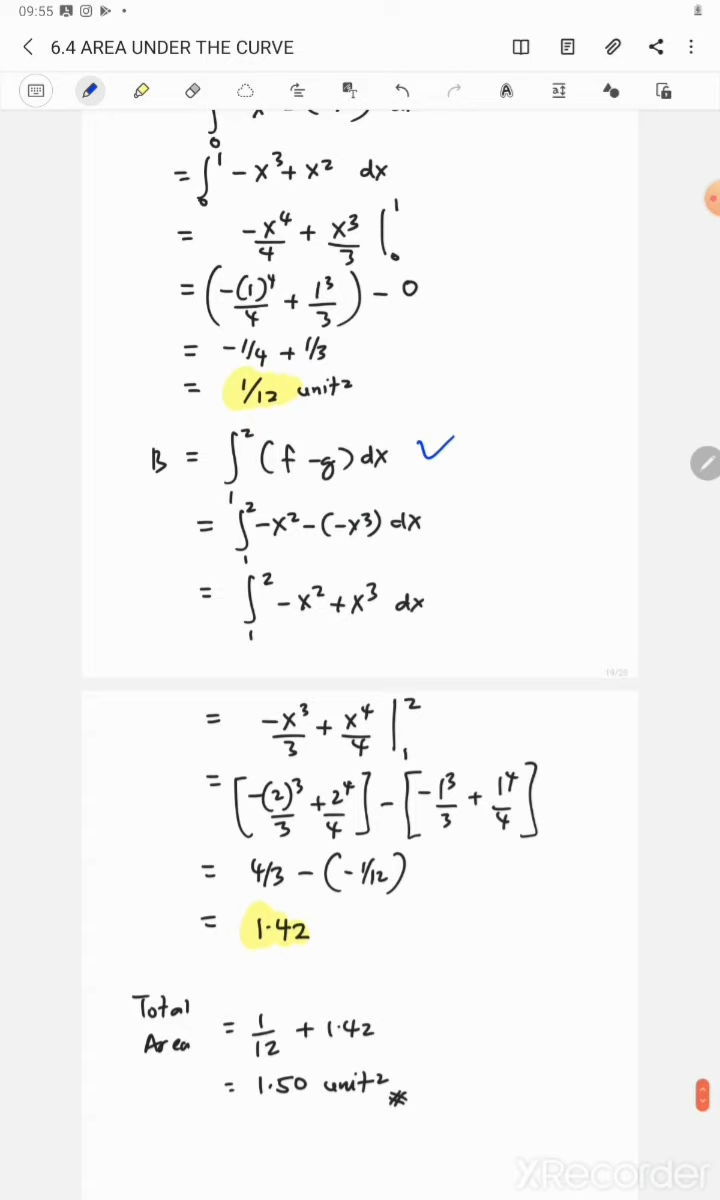 09:55
6.4 AREA UNDER THE CURVE
= ∫₀¹ -x³ + x² dx
= -x⁴/4 + x³/3 |₀¹
= (-(1)⁴/4 + 1³/3) - 0
= -1/4 + 1/3
= 1/12 unit²
B = ∫₁² (f - g) dx ✓
= ∫₁² -x² - (-x³) dx
= ∫₁² -x² + x³ dx
19/20
= -x³/3 + x⁴/4 |₁²
= [-(2)³/3 + 2⁴/4] - [-1³/3 + 1⁴/4]
= 4/3 - (-1/12)
= 1.42
Total Area = 1/12 + 1.42
= 1.50 unit² *
XRecorder